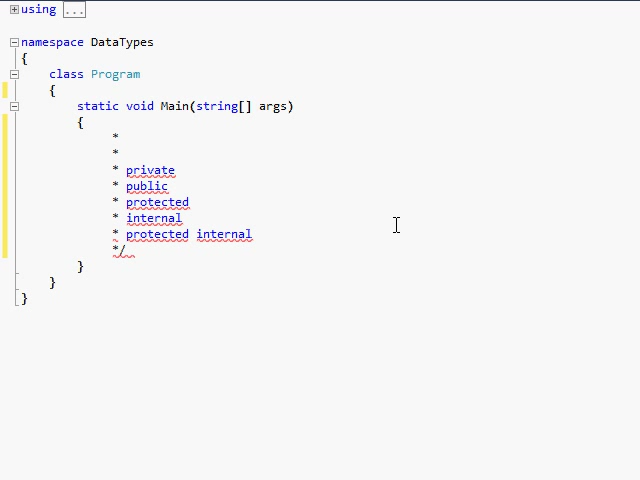 using ...
namespace DataTypes
{
class Program
{
static void Main(string[] args)
{
*
*
* private
* public
* protected
* internal
* protected internal
*/
}
}
}